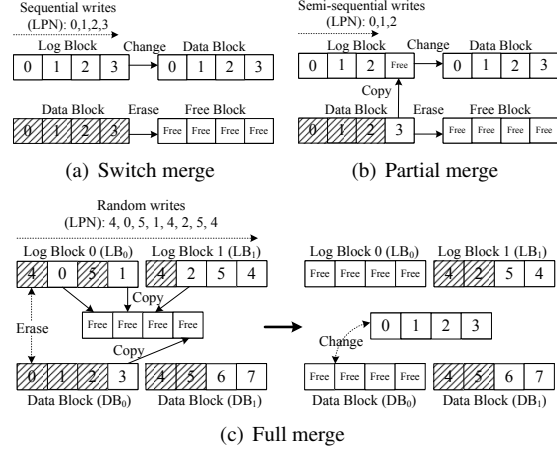 Sequential writes
(LPN): 0,1,2,3
Log Block Change Data Block
0 1 2 3 0 1 2 3
Data Block Erase Free Block
0 1 2 3 Free Free Free Free
(a) Switch merge
Semi-sequential writes
(LPN): 0,1,2
Log Block Change Data Block
0 1 2 Free 0 1 2 3
Copy
Data Block Erase Free Block
0 1 2 3 Free Free Free Free
(b) Partial merge
Random writes
(LPN): 4, 0, 5, 1, 4, 2, 5, 4
Log Block 0 (LB0) Log Block 1 (LB1)
4 0 5 1 4 2 5 4
Copy
Free Free Free Free
Erase
Copy
0 1 2 3 4 5 6 7
Data Block (DB0) Data Block (DB1)
Log Block 0 (LB0) Log Block 1 (LB1)
Free Free Free Free 4 2 5 4
0 1 2 3
Change
Free Free Free Free 4 5 6 7
Data Block (DB0) Data Block (DB1)
(c) Full merge